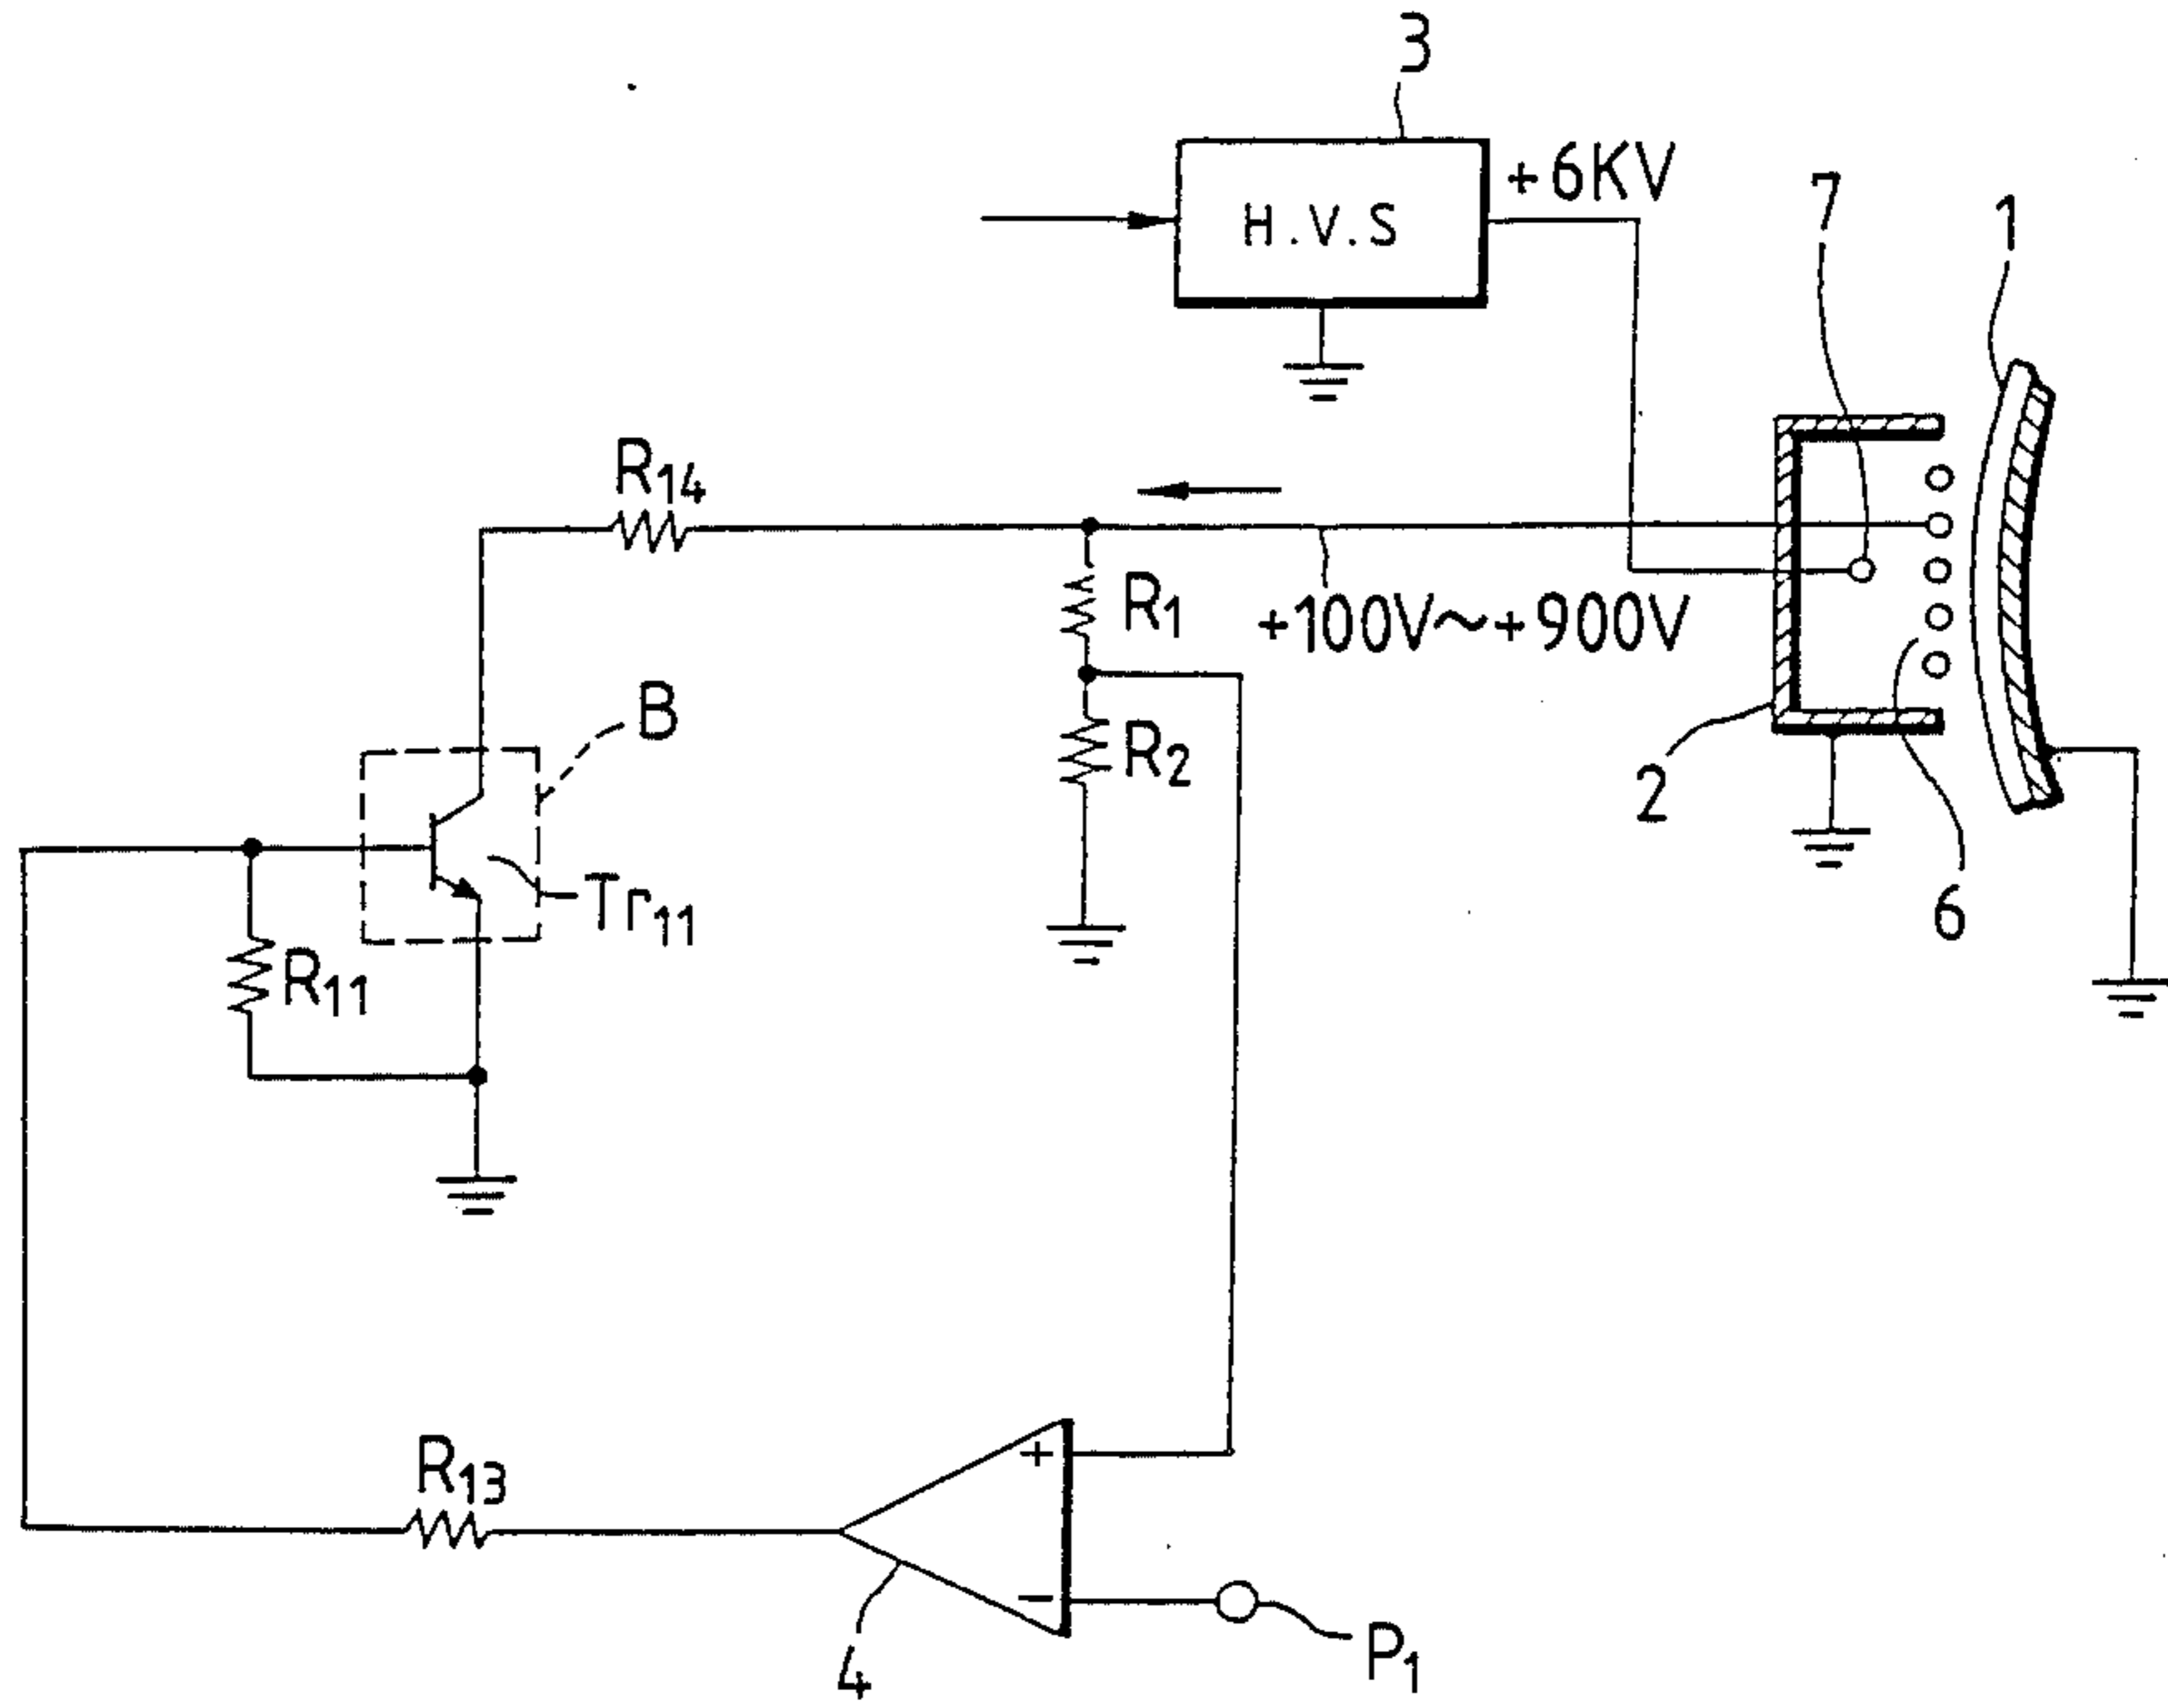 3
+6KV
H.V.S
7
1
R14
R1
+100V~+900V
B
R2
2
Tr11
6
R11
R13
+
−
4
P1